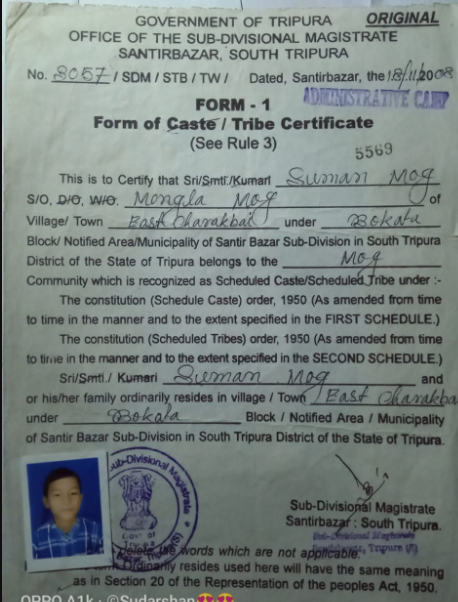 GOVERNMENT OF TRIPURA ORIGINAL
OFFICE OF THE SUB-DIVISIONAL MAGISTRATE
SANTIRBAZAR, SOUTH TRIPURA
No. 8057 / SDM / STB / TW / Dated, Santirbazar, the 18/11/2008
ADMINISTRATIVE CAMP
FORM - 1
Form of Caste / Tribe Certificate
(See Rule 3)
5569
This is to Certify that Sri/Smti./Kumari Suman Mog
S/O, D/O, W/O. Mongla Mog of
Village/ Town East Charakbai under Bokafa
Block/ Notified Area/Municipality of Santir Bazar Sub-Division in South Tripura
District of the State of Tripura belongs to the Mog
Community which is recognized as Scheduled Caste/Scheduled Tribe under :-
The constitution (Schedule Caste) order, 1950 (As amended from time
to time in the manner and to the extent specified in the FIRST SCHEDULE.)
The constitution (Scheduled Tribes) order, 1950 (As amended from time
to time in the manner and to the extent specified in the SECOND SCHEDULE.)
Sri/Smti./ Kumari Suman Mog and
or his/her family ordinarily resides in village / Town East Charakba
under Bokafa Block / Notified Area / Municipality
of Santir Bazar Sub-Division in South Tripura District of the State of Tripura.
Sub-Divisional Magistrate
Govt of
Tripura
Sub-Divisional Magistrate
Santirbazar : South Tripura.
Sub-Divisional Magistrate
Tripura (S)
Delete the words which are not applicable.
Ordinarily resides used here will have the same meaning
as in Section 20 of the Representation of the peoples Act, 1950.
OPPO A1k · ©Sudarshan😍😍